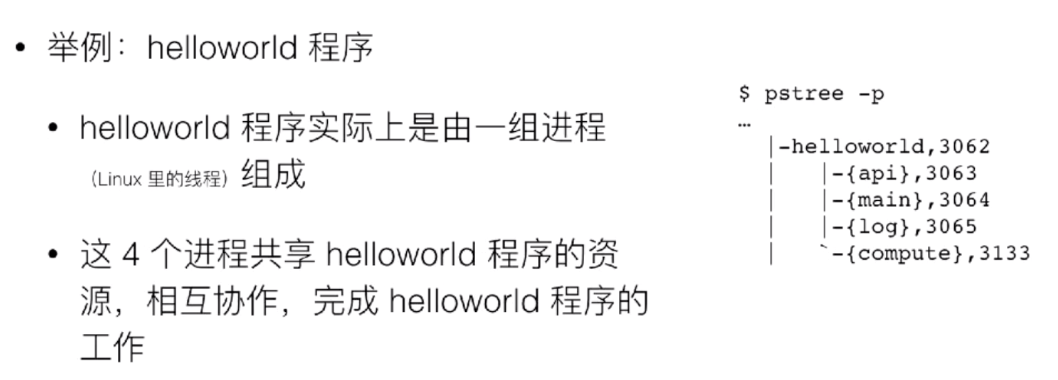 • 举例：helloworld 程序
• helloworld 程序实际上是由一组进程
（Linux 里的线程）组成
• 这 4 个进程共享 helloworld 程序的资
源，相互协作，完成 helloworld 程序的
工作
$ pstree -p
…
|-helloworld,3062
|   |-{api},3063
|   |-{main},3064
|   |-{log},3065
|   `-{compute},3133